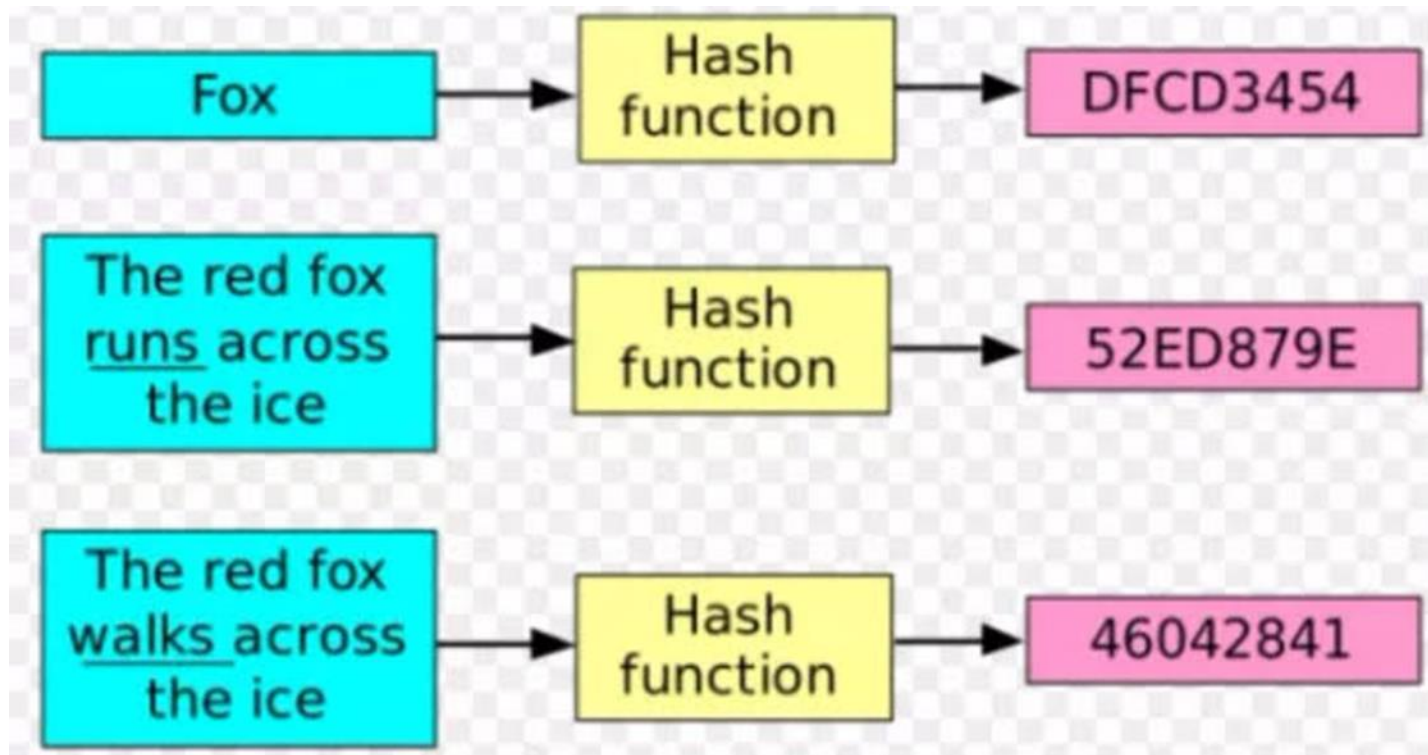 Fox
Hash
function
DFCD3454
The red fox
runs across
the ice
Hash
function
52ED879E
The red fox
walks across
the ice
Hash
function
46042841